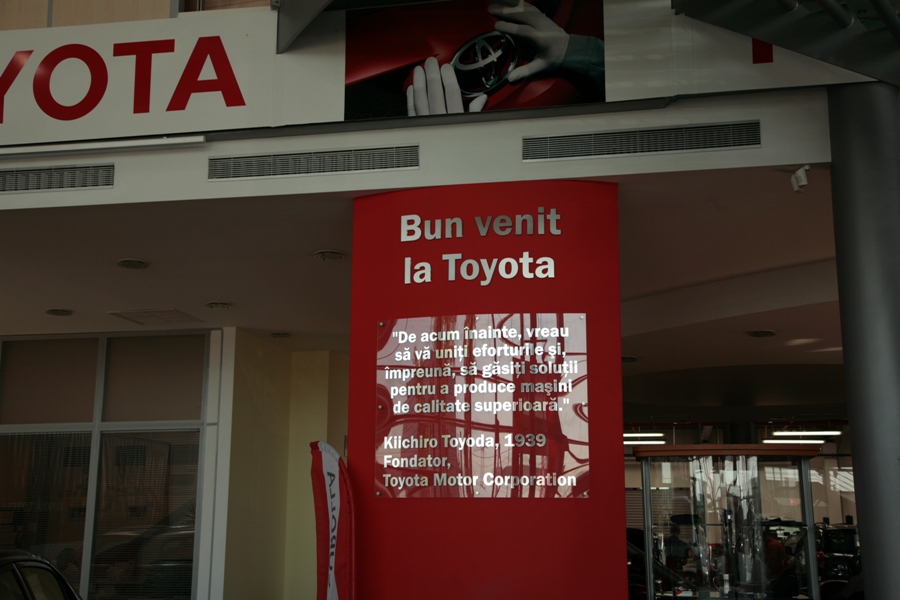 YOTA
Bun venit
la Toyota
"De acum înainte, vreau
să vă uniți eforturile și,
împreună, să găsiți soluții
pentru a produce mașini
de calitate superioară."
Kiichiro Toyoda, 1939
Fondator,
Toyota Motor Corporation